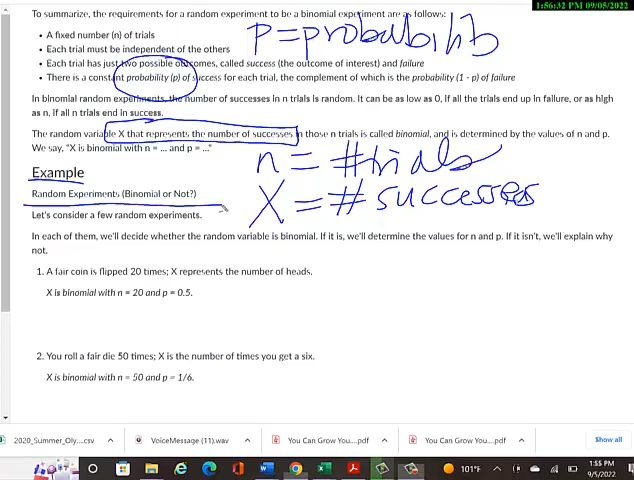 1:56:32 PM 09/05/2022
To summarize, the requirements for a random experiment to be a binomial experiment are as follows:
• A fixed number (n) of trials
• Each trial must be independent of the others
• Each trial has just two possible outcomes, called success (the outcome of interest) and failure
• There is a constant probability (p) of success for each trial, the complement of which is the probability (1 - p) of failure
p = probability
In binomial random experiments, the number of successes in n trials is random. It can be as low as 0, if all the trials end up in failure, or as high
as n, if all n trials end in success.
The random variable X that represents the number of successes in those n trials is called binomial, and is determined by the values of n and p.
We say, "X is binomial with n = ... and p = ..."
n = # trials
Example
X = # successes
Random Experiments (Binomial or Not?)
Let's consider a few random experiments.
In each of them, we'll decide whether the random variable is binomial. If it is, we'll determine the values for n and p. If it isn't, we'll explain why
not.
1. A fair coin is flipped 20 times; X represents the number of heads.
X is binomial with n = 20 and p = 0.5.
2. You roll a fair die 50 times; X is the number of times you get a six.
X is binomial with n = 50 and p = 1/6.
2020_Summer_Oly....csv
VoiceMessage (11).wav
You Can Grow You....pdf
You Can Grow You....pdf
Show all
101°F
1:55 PM
9/5/2022